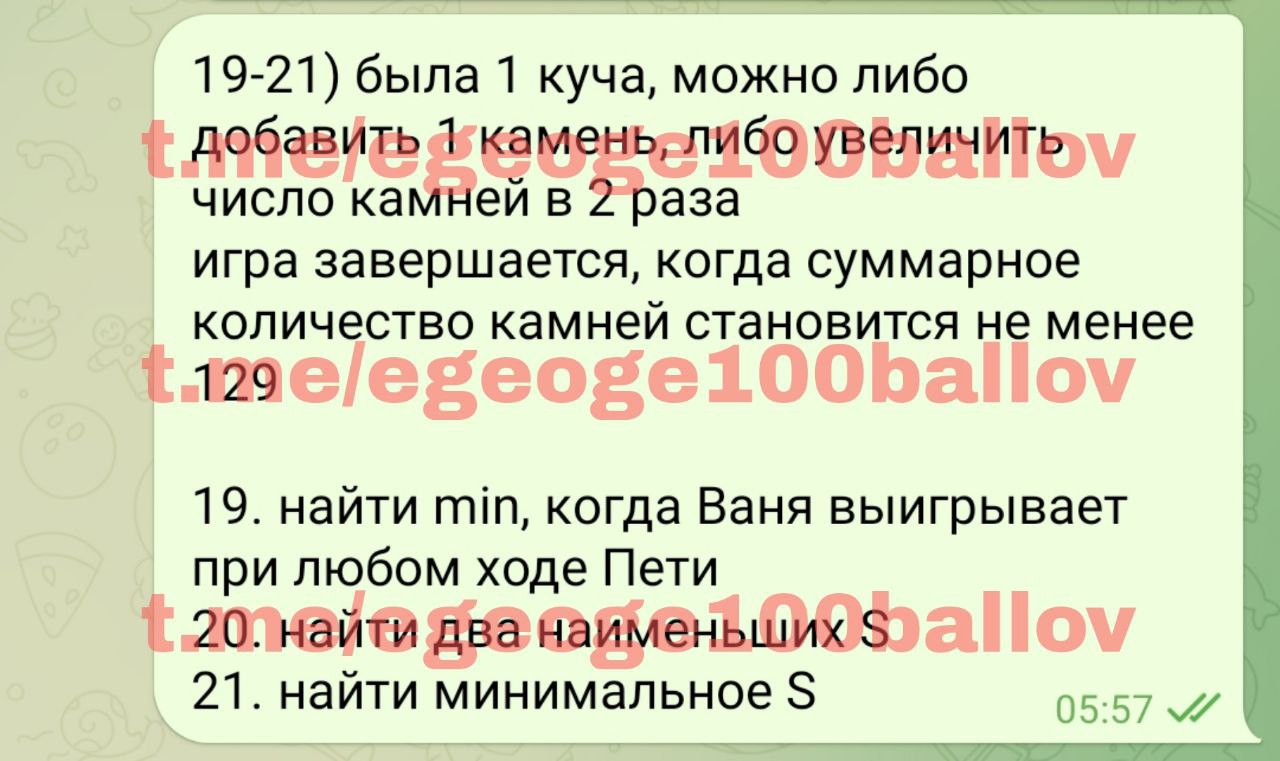 19-21) была 1 куча, можно либо
добавить 1 камень, либо увеличить
t.me/egeoge100ballov
число камней в 2 раза
игра завершается, когда суммарное
количество камней становится не менее
t.me/egeoge100ballov
129
19. найти min, когда Ваня выигрывает
при любом ходе Пети
t.me/egeoge100ballov
20. найти два наименьших S
21. найти минимальное S
05:57